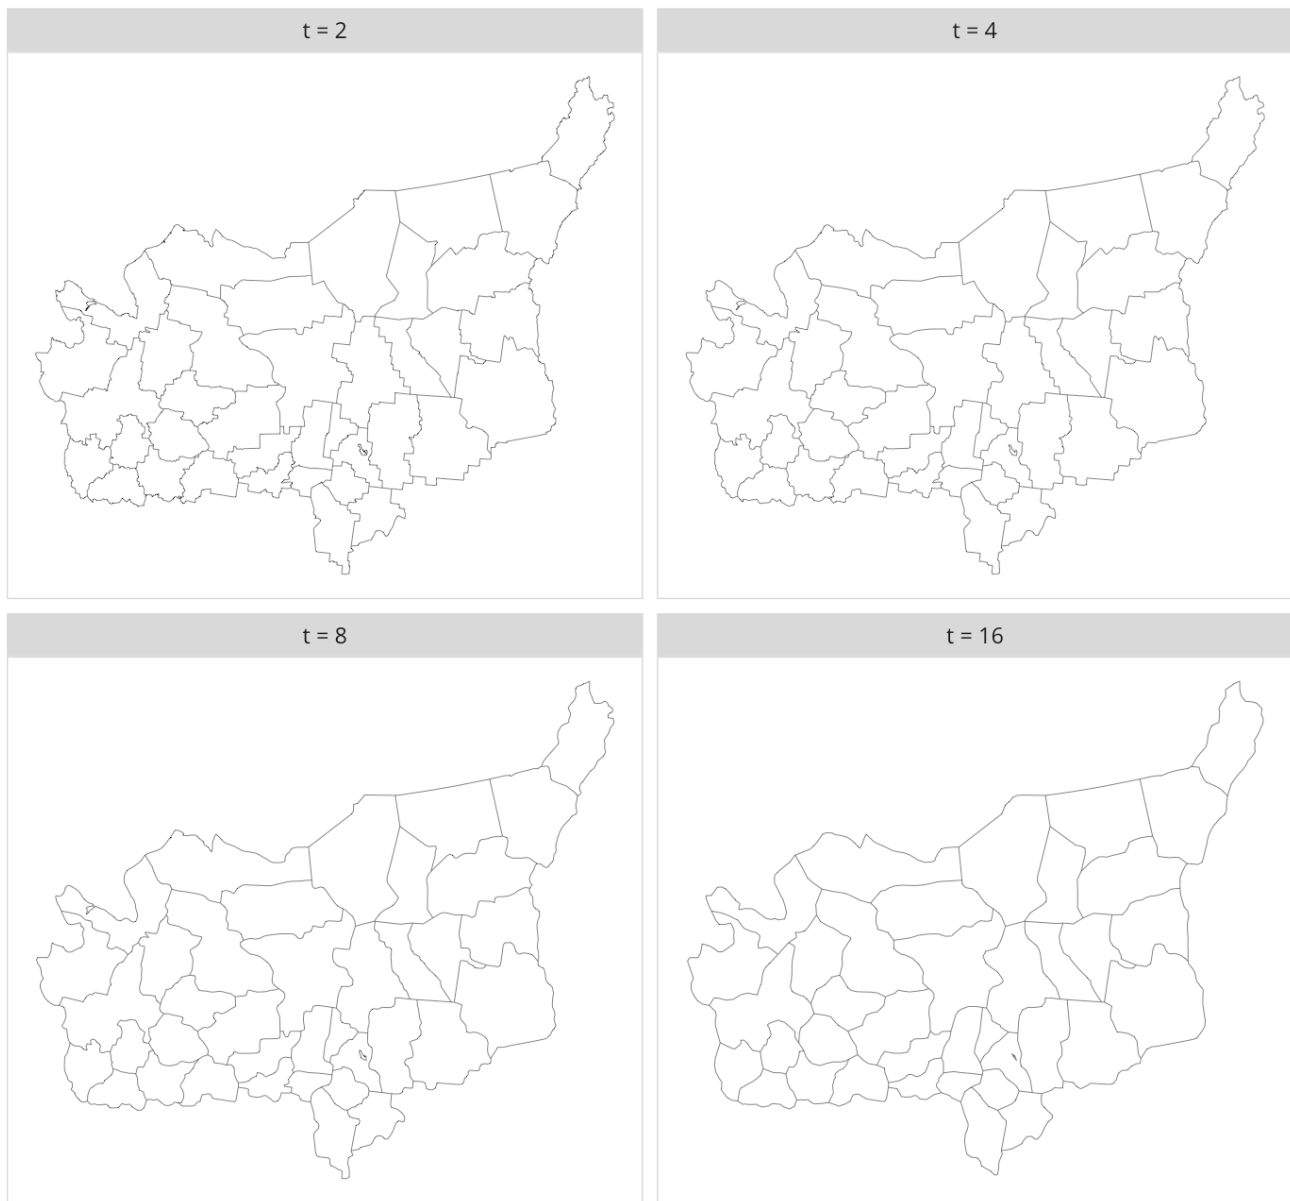 t = 2
t = 4
t = 8
t = 16